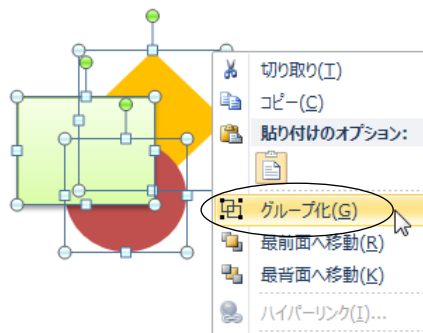 切り取り(T)
コピー(C)
貼り付けのオプション:
グループ化(G)
最前面へ移動(R)
最背面へ移動(K)
ハイパーリンク(I)...